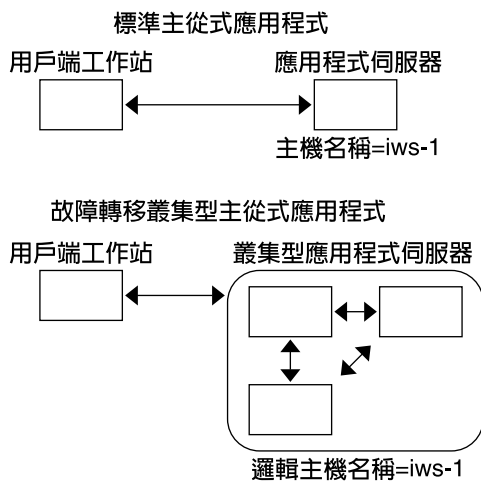 標準主從式應用程式
用戶端工作站
應用程式伺服器
主機名稱=iws-1
故障轉移叢集型主從式應用程式
用戶端工作站
叢集型應用程式伺服器
邏輯主機名稱=iws-1